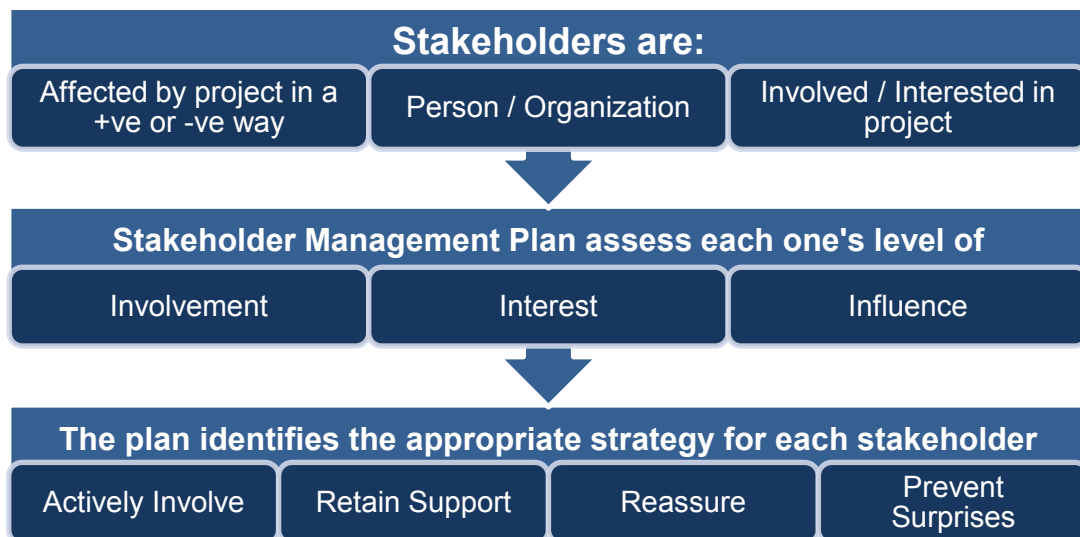 Stakeholders are:
Affected by project in a
+ve or -ve way
Person / Organization
Involved / Interested in
project
Stakeholder Management Plan assess each one's level of
Involvement
Interest
Influence
The plan identifies the appropriate strategy for each stakeholder
Actively Involve
Retain Support
Reassure
Prevent
Surprises